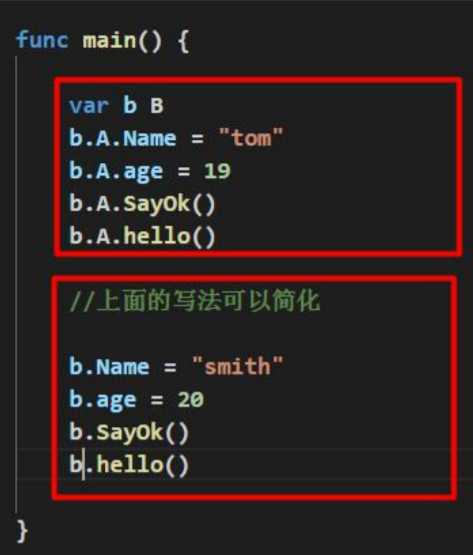 func main() {
var b B
b.A.Name = "tom"
b.A.age = 19
b.A.SayOk()
b.A.hello()
//上面的写法可以简化
b.Name = "smith"
b.age = 20
b.SayOk()
b.hello()
}